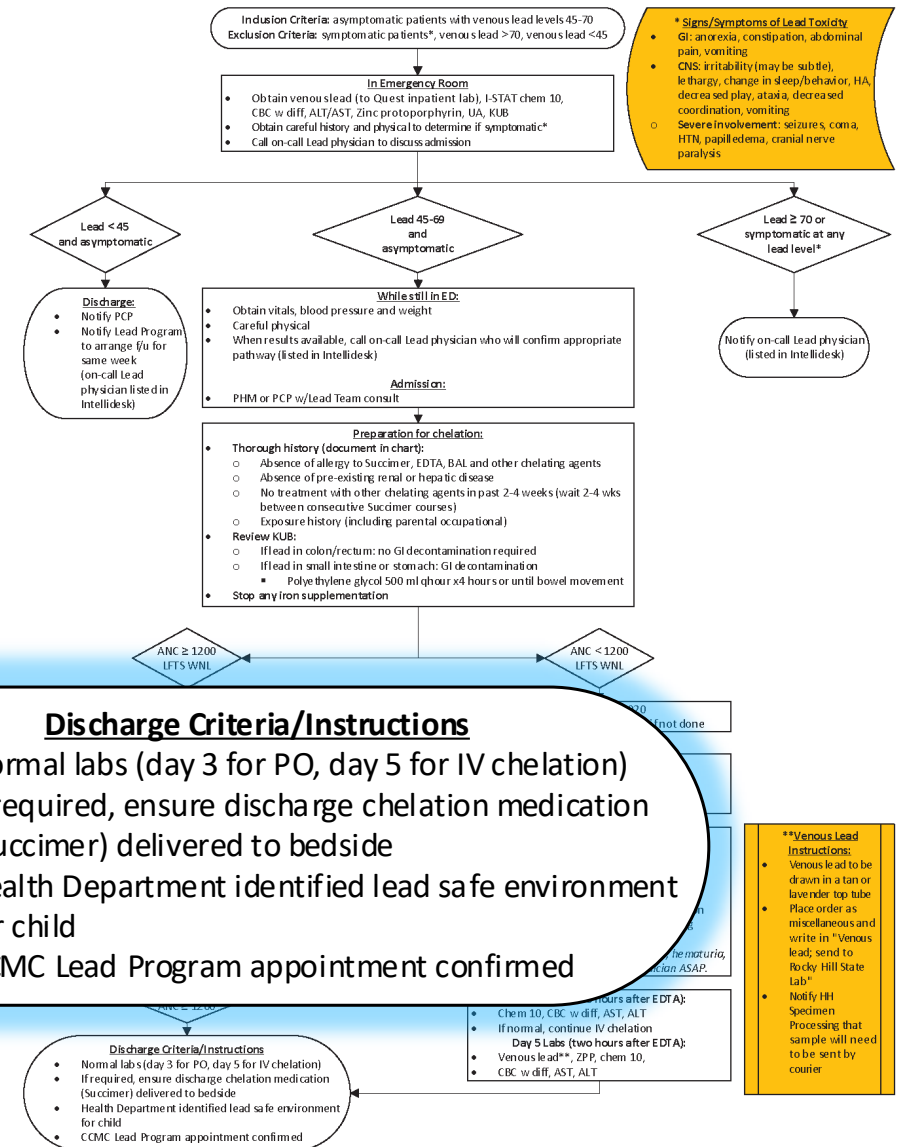 Inclusion Criteria: asymptomatic patients with venous lead levels 45-70
Exclusion Criteria: symptomatic patients*, venous lead >70, venous lead <45
* Signs/Symptoms of Lead Toxicity
• GI: anorexia, constipation, abdominal
pain, vomiting
• CNS: irritability (may be subtle),
lethargy, change in sleep/behavior, HA,
decreased play, ataxia, decreased
coordination, vomiting
o Severe involvement: seizures, coma,
HTN, papilledema, cranial nerve
paralysis
In Emergency Room
• Obtain venous lead (to Quest inpatient lab), I-STAT chem 10,
CBC w diff, ALT/AST, Zinc protoporphyrin, UA, KUB
• Obtain careful history and physical to determine if symptomatic*
• Call on-call Lead physician to discuss admission
Lead <45
and asymptomatic
Lead 45-69
and
asymptomatic
Lead ≥ 70 or
symptomatic at any
lead level*
Discharge:
• Notify PCP
• Notify Lead Program
to arrange f/u for
same week
(on-call Lead
physician listed in
Intellidesk)
While still in ED:
• Obtain vitals, blood pressure and weight
• Careful physical
• When results available, call on-call Lead physician who will confirm appropriate
pathway (listed in Intellidesk)
Admission:
• PHM or PCP w/Lead Team consult
Notify on-call Lead physician
(listed in Intellidesk)
Preparation for chelation:
• Thorough history (document in chart):
o Absence of allergy to Succimer, EDTA, BAL and other chelating agents
o Absence of pre-existing renal or hepatic disease
o No treatment with other chelating agents in past 2-4 weeks (wait 2-4 wks
between consecutive Succimer courses)
o Exposure history (including parental occupational)
• Review KUB:
o If lead in colon/rectum: no GI decontamination required
o If lead in small intestine or stomach: GI decontamination
▪ Polyethylene glycol 500 ml qhour x4 hours or until bowel movement
• Stop any iron supplementation
ANC ≥ 1200
LFTS WNL
ANC < 1200
LFTS WNL
if not done
Discharge Criteria/Instructions
ormal labs (day 3 for PO, day 5 for IV chelation)
required, ensure discharge chelation medication
uccimer) delivered to bedside
ealth Department identified lead safe environment
r child
CMC Lead Program appointment confirmed
hematuria,
ician ASAP.
**Venous Lead
Instructions:
• Venous lead to be
drawn in a tan or
lavender top tube
• Place order as
miscellaneous and
write in "Venous
lead; send to
Rocky Hill State
Lab"
• Notify HH
Specimen
Processing that
sample will need
to be sent by
courier
ANC ≥ 1200
hours after EDTA):
• Chem 10, CBC w diff, AST, ALT
• If normal, continue IV chelation
Day 5 Labs (two hours after EDTA):
• Venous lead**, ZPP, chem 10,
• CBC w diff, AST, ALT
Discharge Criteria/Instructions
• Normal labs (day 3 for PO, day 5 for IV chelation)
• If required, ensure discharge chelation medication
(Succimer) delivered to bedside
• Health Department identified lead safe environment
for child
• CCMC Lead Program appointment confirmed